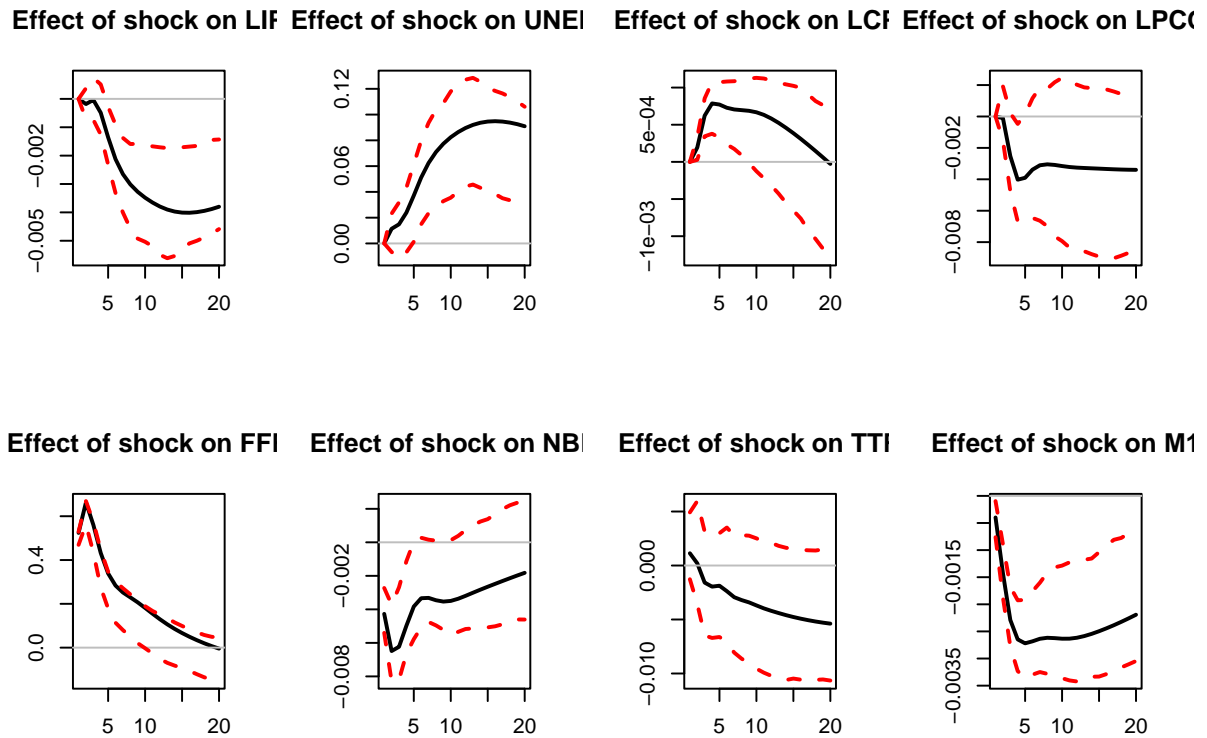 Effect of shock on LIF
−0.005
−0.002
5 10 20
Effect of shock on UNEI
0.00
0.06
0.12
5 10 20
Effect of shock on LCF
−1e−03
5e−04
5 10 20
Effect of shock on LPCC
−0.008
−0.002
5 10 20
Effect of shock on FFI
0.0
0.4
5 10 20
Effect of shock on NBI
−0.008
−0.002
5 10 20
Effect of shock on TTF
−0.010
0.000
5 10 20
Effect of shock on M1
−0.0035
−0.0015
5 10 20